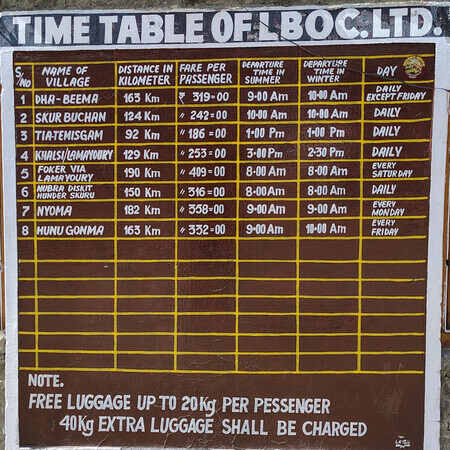 TIME TABLE OF.LBOC.LTD.
S/NO NAME OF VILLAGE DISTANCE IN KILOMETER FARE PER PASSENGER DEPARTURE TIME IN SUMMER DEPARTURE TIME IN WINTER DAY
1 DHA-BEEMA 163 Km ₹ 319=00 9-00 Am 10-00 Am DAILY EXCEPT FRIDAY
2 SKUR BUCHAN 124 Km " 242=00 10-00 Am 10-00 Am DAILY
3 TIA-TEMISGAM 92 Km " 186=00 1-00 Pm 1-00 Pm DAILY
4 KHALSI/LAMAYOURY 129 Km " 253=00 3-00 Pm 2-30 Pm DAILY
5 FOKER VIA LAMAYOURY 190 Km " 409=00 8-00 Am 8-00 Am EVERY SATURDAY
6 NUBRA DISKIT HUNDER SKURU 150 Km " 316=00 8-00 Am 8-00 Am DAILY
7 NYOMA 182 Km " 358=00 9-00 Am 9-00 Am EVERY MONDAY
8 HUNU GONMA 163 Km " 332=00 9-00 Am 10-00 Am EVERY FRIDAY
NOTE.
FREE LUGGAGE UP TO 20Kg PER PESSENGER
40Kg EXTRA LUGGAGE SHALL BE CHARGED